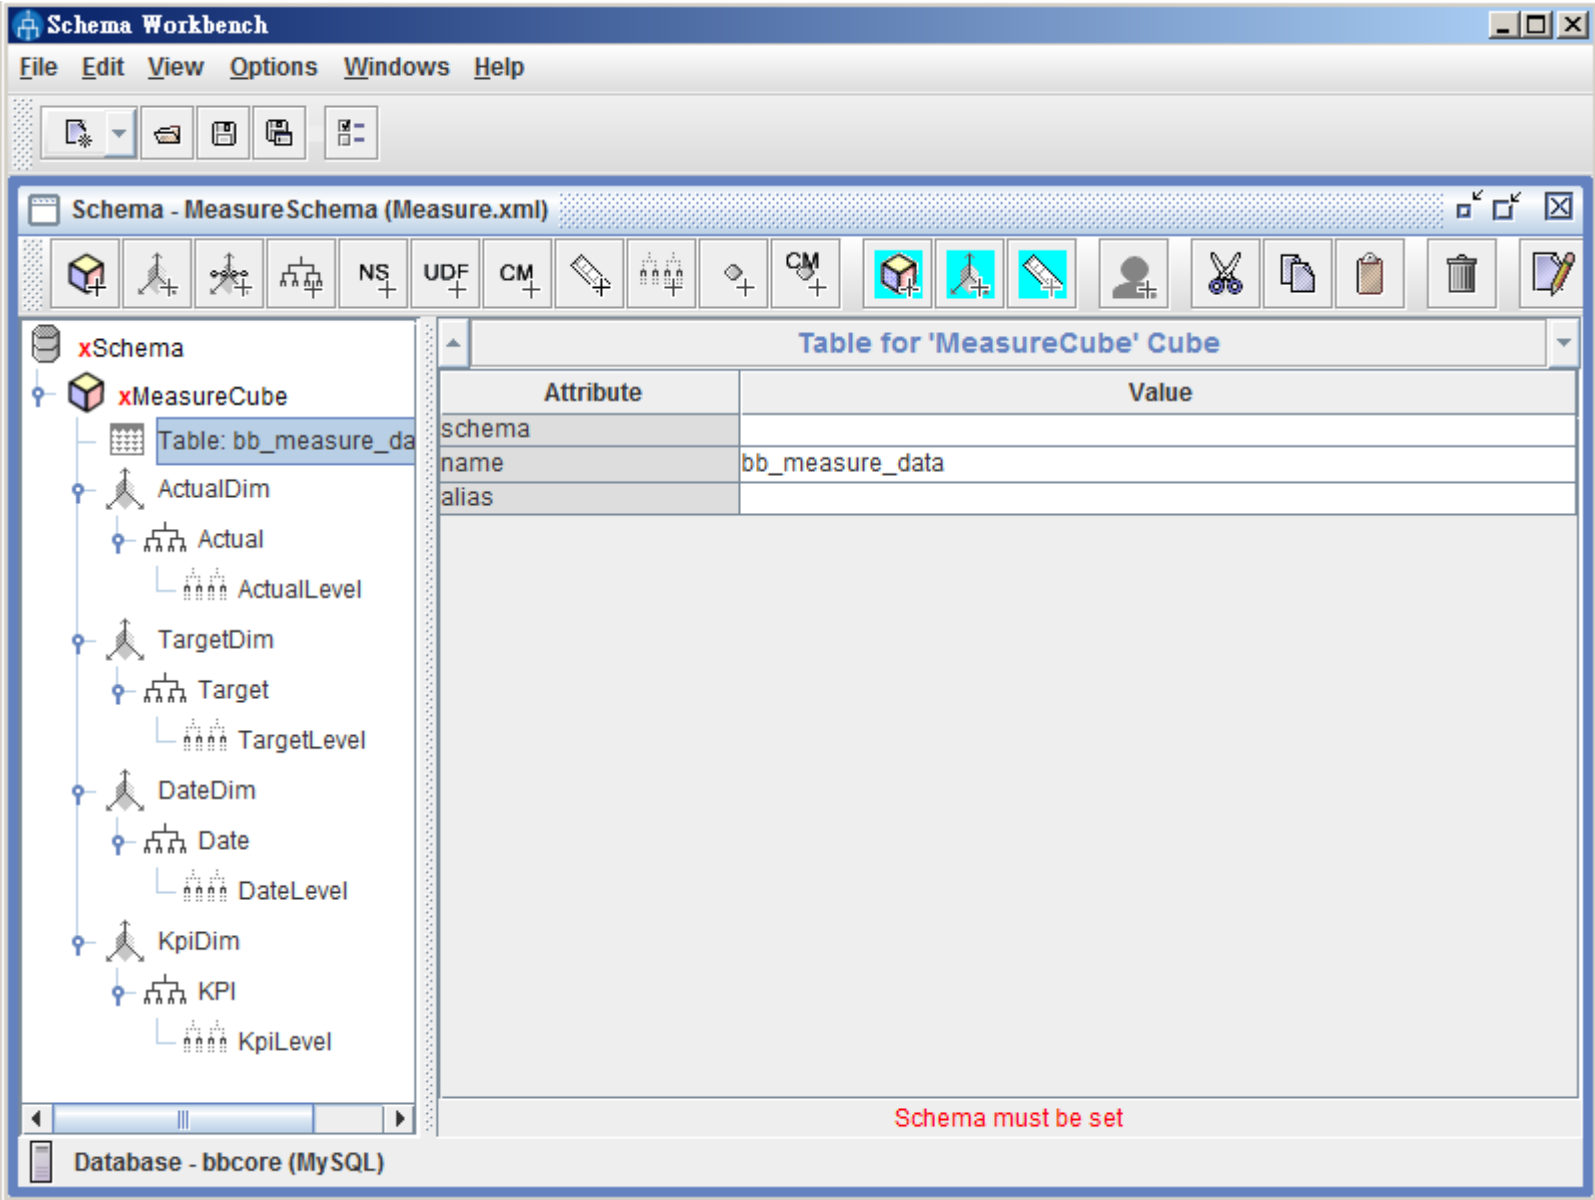 Schema Workbench
File Edit View Options Windows Help
Schema - MeasureSchema (Measure.xml)
NS UDF CM CM
xSchema
xMeasureCube
Table: bb_measure_da
ActualDim
Actual
ActualLevel
TargetDim
Target
TargetLevel
DateDim
Date
DateLevel
KpiDim
KPI
KpiLevel
Table for 'MeasureCube' Cube
Attribute Value
schema
name bb_measure_data
alias
Schema must be set
Database - bbcore (MySQL)